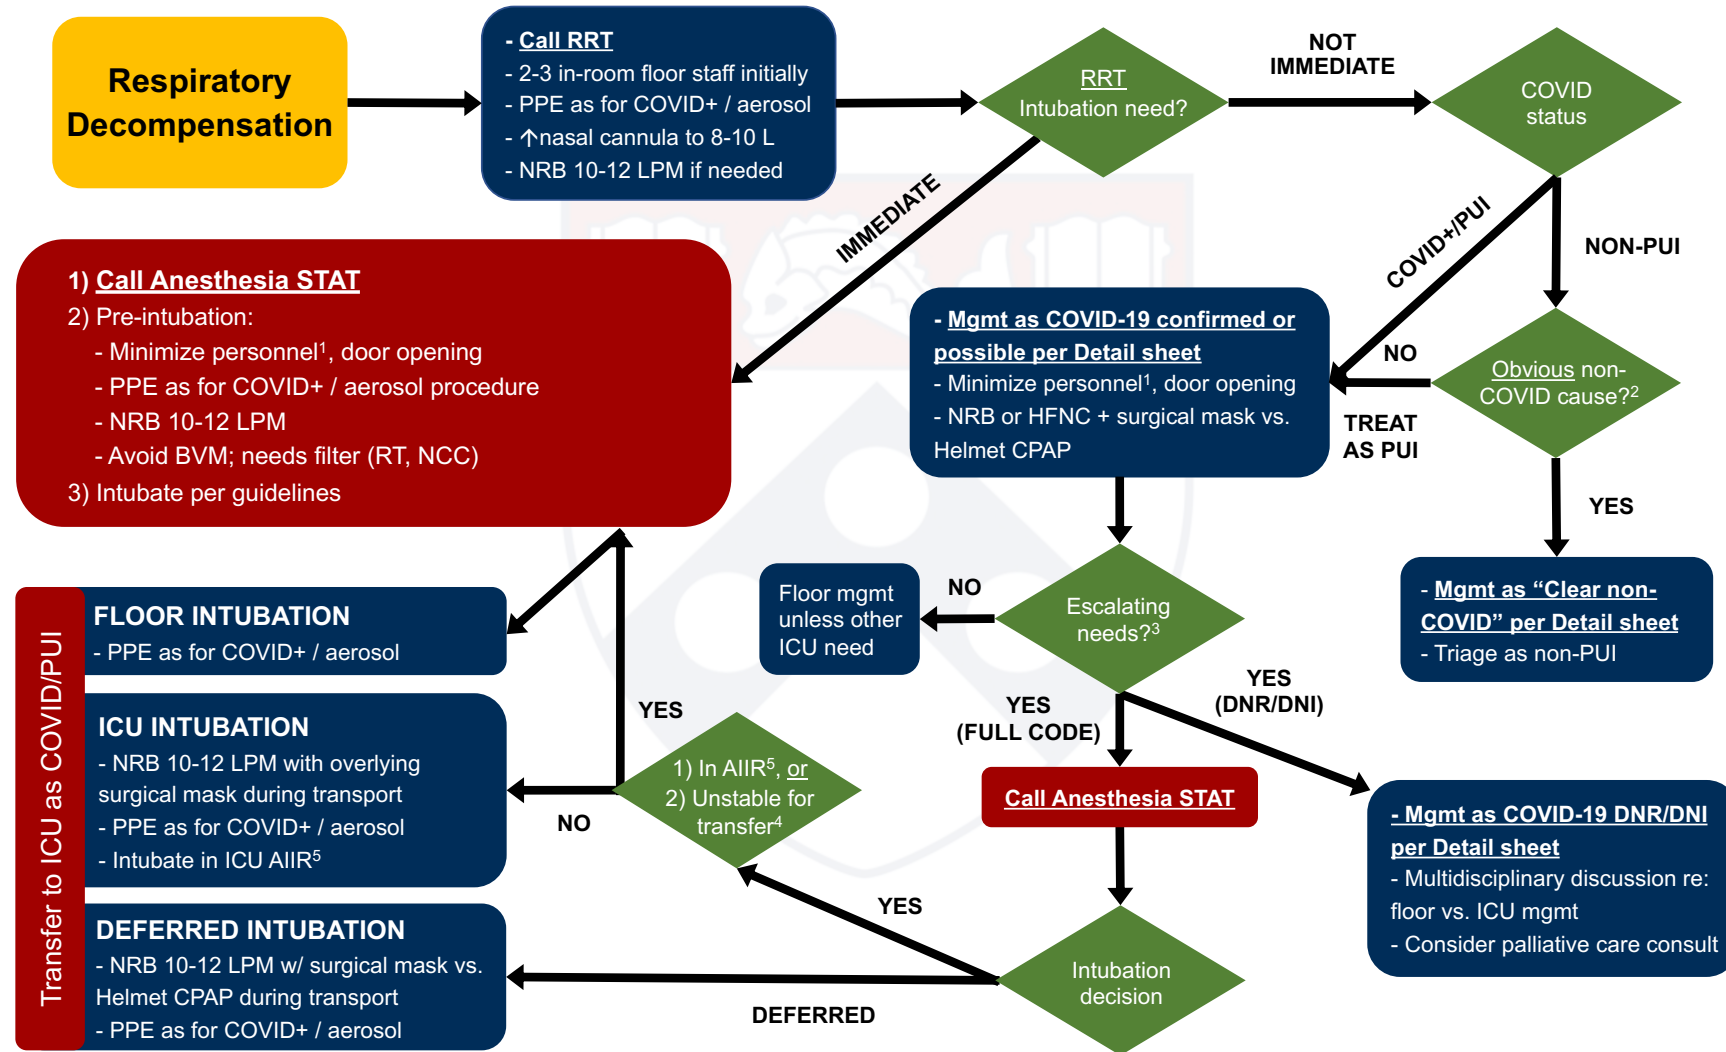 Respiratory
Decompensation
- Call RRT
- 2-3 in-room floor staff initially
- PPE as for COVID+ / aerosol
- ↑nasal cannula to 8-10 L
- NRB 10-12 LPM if needed
RRT
Intubation need?
NOT
IMMEDIATE
COVID
status
IMMEDIATE
COVID+/PUI
NON-PUI
1) Call Anesthesia STAT
2) Pre-intubation:
- Minimize personnel¹, door opening
- PPE as for COVID+ / aerosol procedure
- NRB 10-12 LPM
- Avoid BVM; needs filter (RT, NCC)
3) Intubate per guidelines
- Mgmt as COVID-19 confirmed or
possible per Detail sheet
- Minimize personnel¹, door opening
- NRB or HFNC + surgical mask vs.
Helmet CPAP
NO
TREAT
AS PUI
Obvious non-
COVID cause?²
YES
- Mgmt as “Clear non-
COVID” per Detail sheet
- Triage as non-PUI
Escalating
needs?³
NO
Floor mgmt
unless other
ICU need
YES
(FULL CODE)
YES
(DNR/DNI)
Call Anesthesia STAT
- Mgmt as COVID-19 DNR/DNI
per Detail sheet
- Multidisciplinary discussion re:
floor vs. ICU mgmt
- Consider palliative care consult
Intubation
decision
YES
DEFERRED
1) In AIIR⁵, or
2) Unstable for
transfer⁴
YES
NO
Transfer to ICU as COVID/PUI
FLOOR INTUBATION
- PPE as for COVID+ / aerosol
ICU INTUBATION
- NRB 10-12 LPM with overlying
surgical mask during transport
- PPE as for COVID+ / aerosol
- Intubate in ICU AIIR⁵
DEFERRED INTUBATION
- NRB 10-12 LPM w/ surgical mask vs.
Helmet CPAP during transport
- PPE as for COVID+ / aerosol